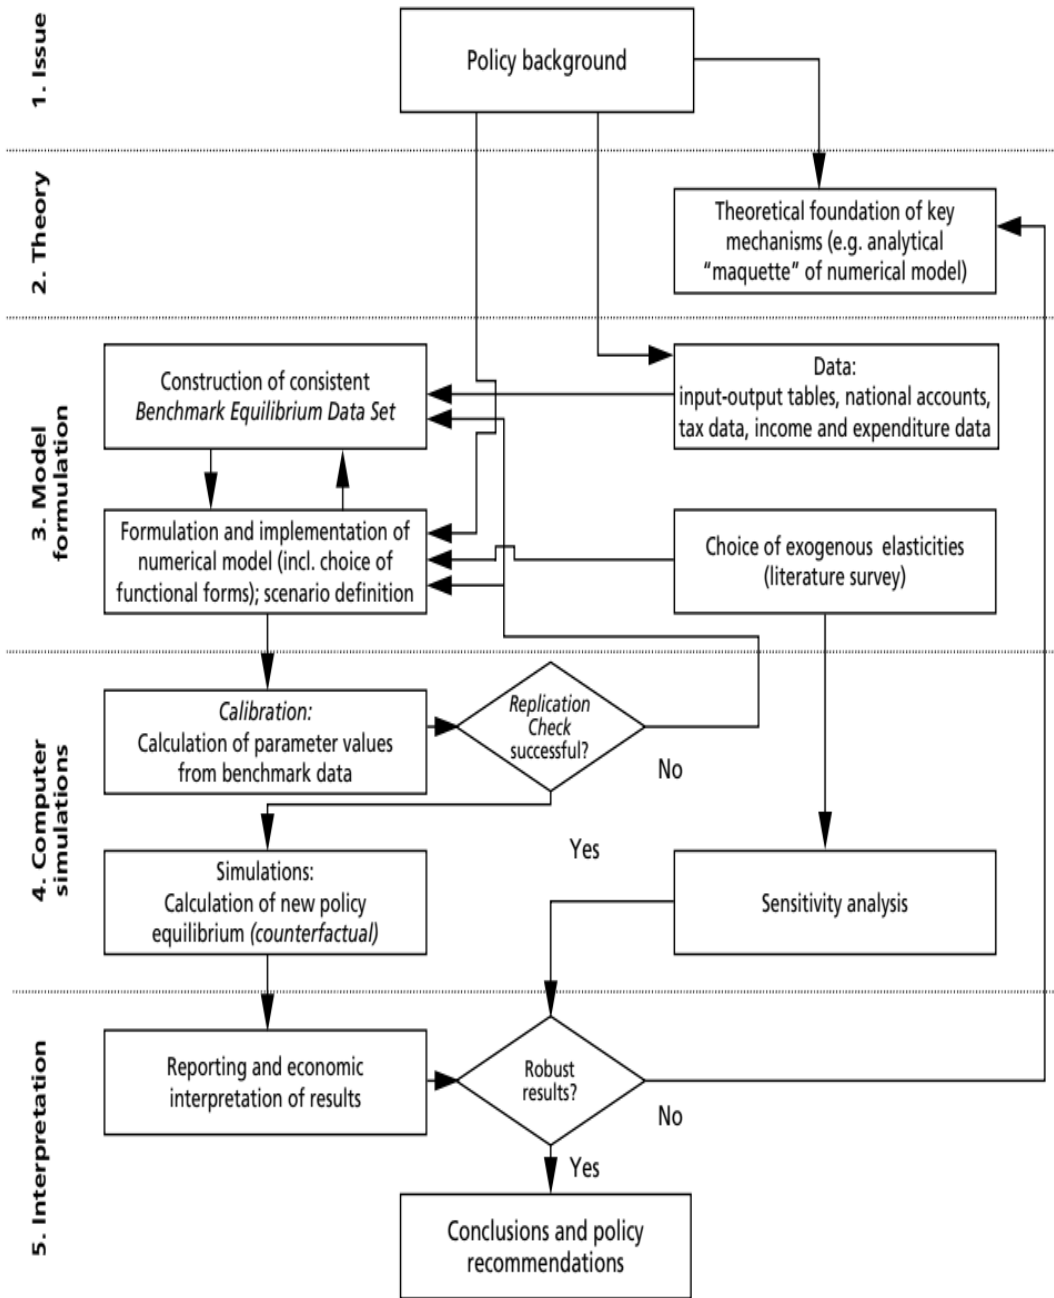 1. Issue
Policy background
2. Theory
Theoretical foundation of key
mechanisms (e.g. analytical
“maquette” of numerical model)
3. Model
formulation
Construction of consistent
Benchmark Equilibrium Data Set
Data:
input-output tables, national accounts,
tax data, income and expenditure data
Formulation and implementation of
numerical model (incl. choice of
functional forms); scenario definition
Choice of exogenous elasticities
(literature survey)
4. Computer
simulations
Calibration:
Calculation of parameter values
from benchmark data
Replication
Check
successful?
No
Yes
Simulations:
Calculation of new policy
equilibrium (counterfactual)
Sensitivity analysis
5. Interpretation
Reporting and economic
interpretation of results
Robust
results?
No
Yes
Conclusions and policy
recommendations